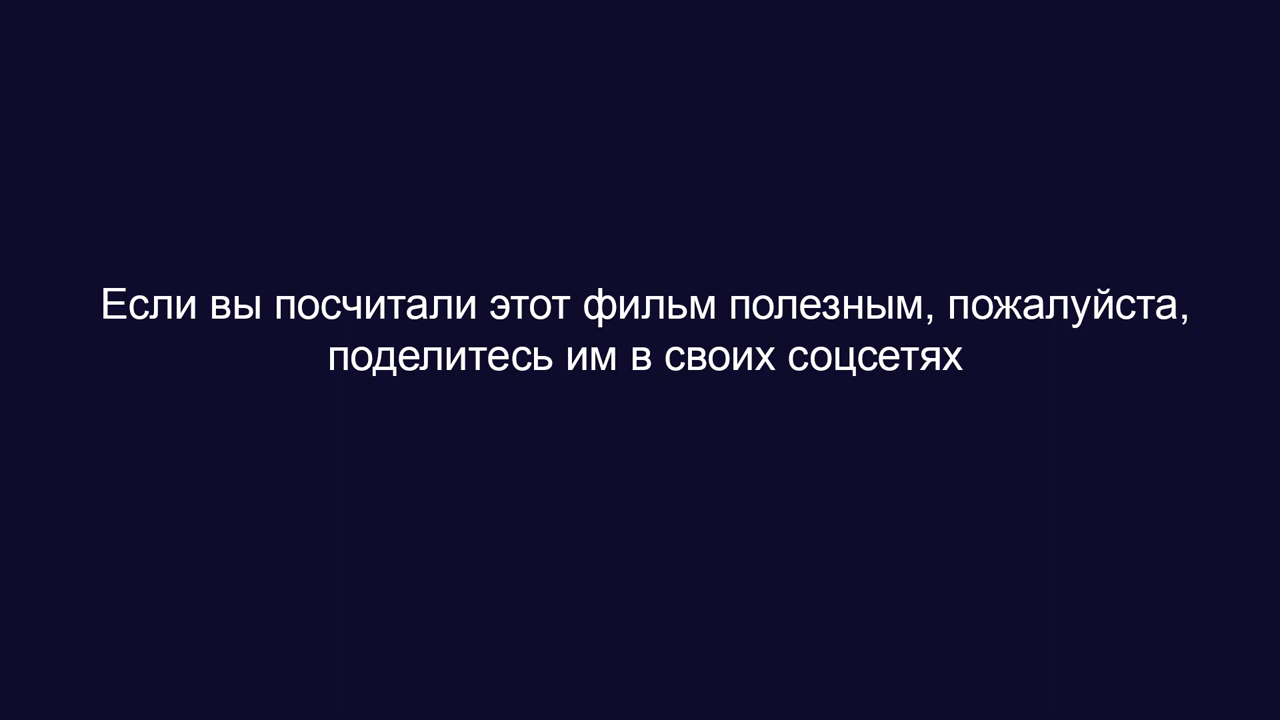 Если вы посчитали этот фильм полезным, пожалуйста,
поделитесь им в своих соцсетях